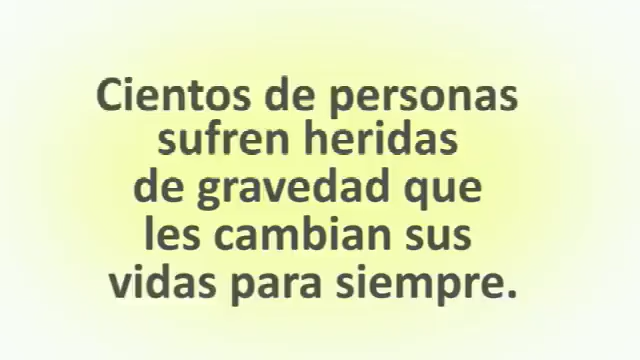 Cientos de personas
sufren heridas
de gravedad que
les cambian sus
vidas para siempre.